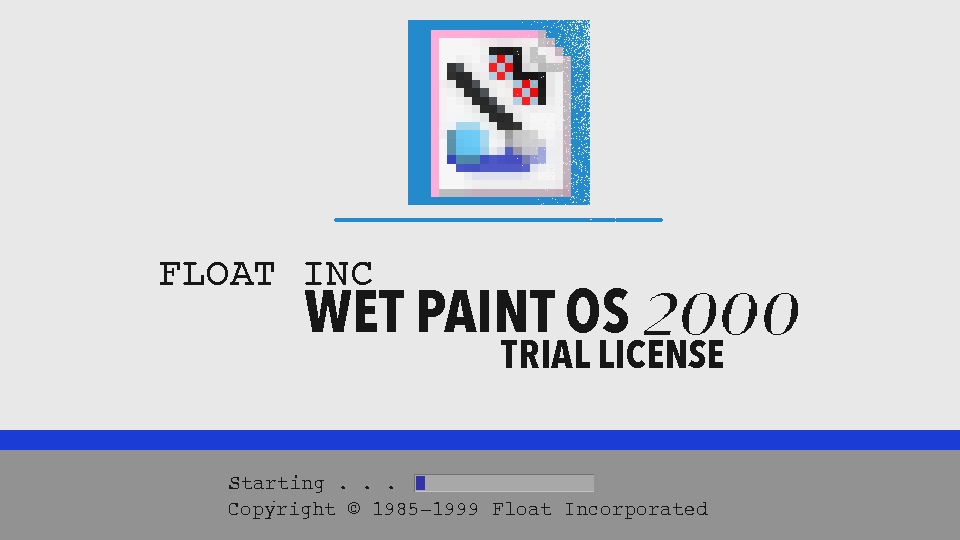 FLOAT INC
WET PAINT OS 2000
TRIAL LICENSE
Starting . . .
Copyright © 1985-1999 Float Incorporated